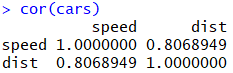 > cor(cars)
          speed      dist
speed 1.0000000 0.8068949
dist  0.8068949 1.0000000